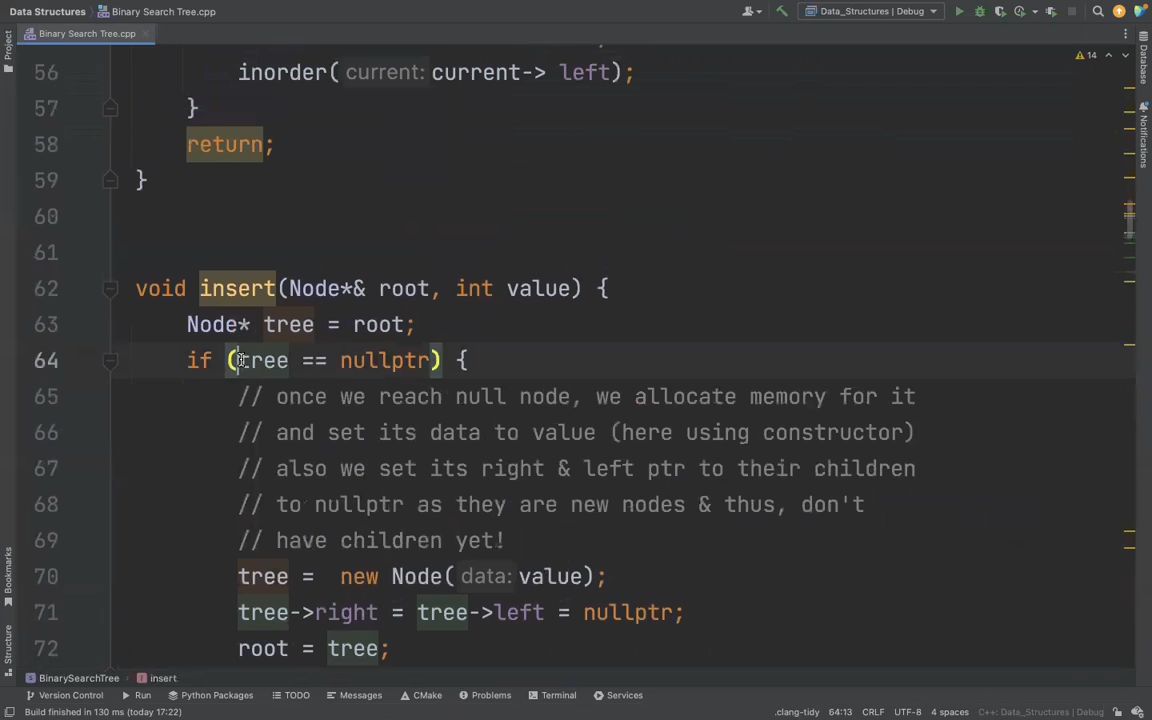 Data Structures > Binary Search Tree.cpp
Data_Structures | Debug
Binary Search Tree.cpp
Project
Database
Notifications
14
56 inorder( current: current-> left);
57 }
58 return;
59 }
60
61
62 void insert(Node*& root, int value) {
63 Node* tree = root;
64 if (tree == nullptr) {
65 // once we reach null node, we allocate memory for it
66 // and set its data to value (here using constructor)
67 // also we set its right & left ptr to their children
68 // to nullptr as they are new nodes & thus, don't
69 // have children yet!
70 tree = new Node( data: value);
71 tree->right = tree->left = nullptr;
72 root = tree;
Bookmarks
Structure
BinarySearchTree > insert
Version Control Run Python Packages TODO Messages CMake Problems Terminal Services
Build finished in 130 ms (today 17:22) .clang-tidy 64:13 CRLF UTF-8 4 spaces C++: Data_Structures | Debug